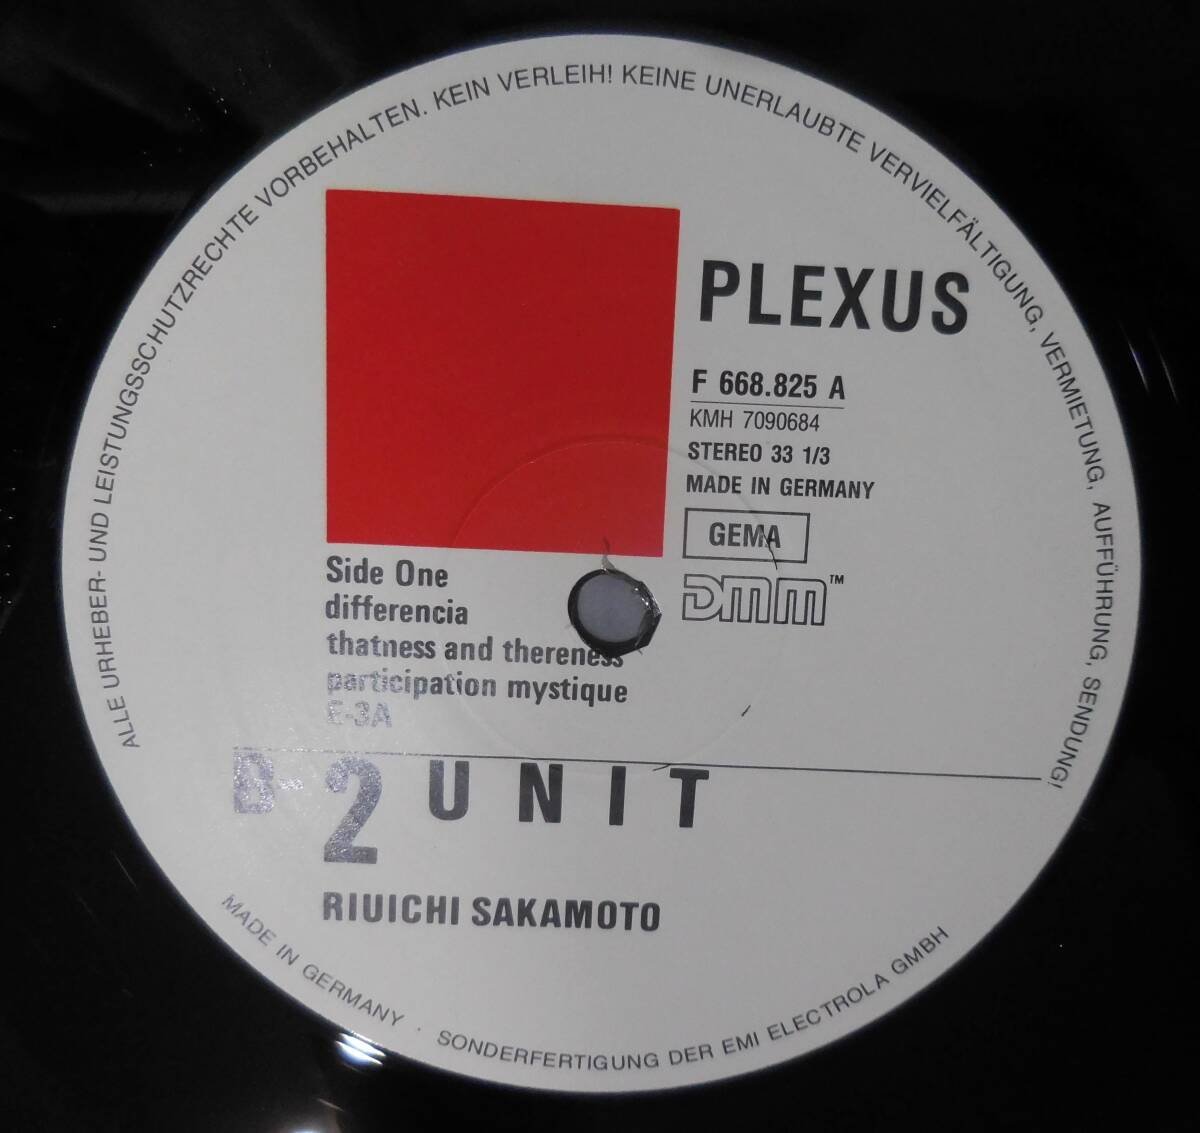 ALLE URHEBER- UND LEISTUNGSSCHUTZRECHTE VORBEHALTEN. KEIN VERLEIH! KEINE UNERLAUBTE VERVIELFÄLTIGUNG, VERMIETUNG, AUFFÜHRUNG, SENDUNG!
PLEXUS
F 668.825 A
KMH 7090684
STEREO 33 1/3
MADE IN GERMANY
GEMA
DMM™
Side One
differencia
thatness and thereness
participation mystique
E-3A
B-2 UNIT
RIUICHI SAKAMOTO
MADE IN GERMANY · SONDERFERTIGUNG DER EMI ELECTROLA GMBH